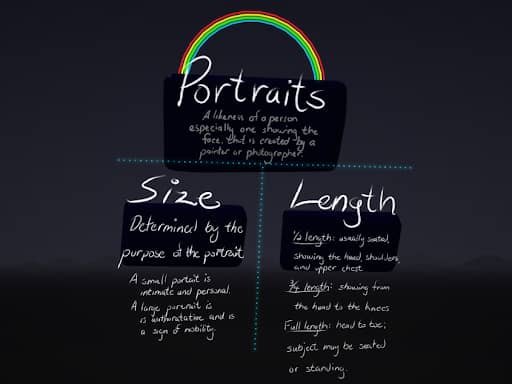 Portraits
A likeness of a person
especially one showing the
face, that is created by a
painter or photographer.
Size
Determined by the
purpose of the portrait
A small portrait is
intimate and personal.
A large portrait is
is authoratative and is
a sign of nobility.
Length
1/2 length: usually seated,
showing the head, shoulders,
and upper chest
3/4 length: showing from
the head to the knees
Full length: head to toe;
subject may be seated
or standing.